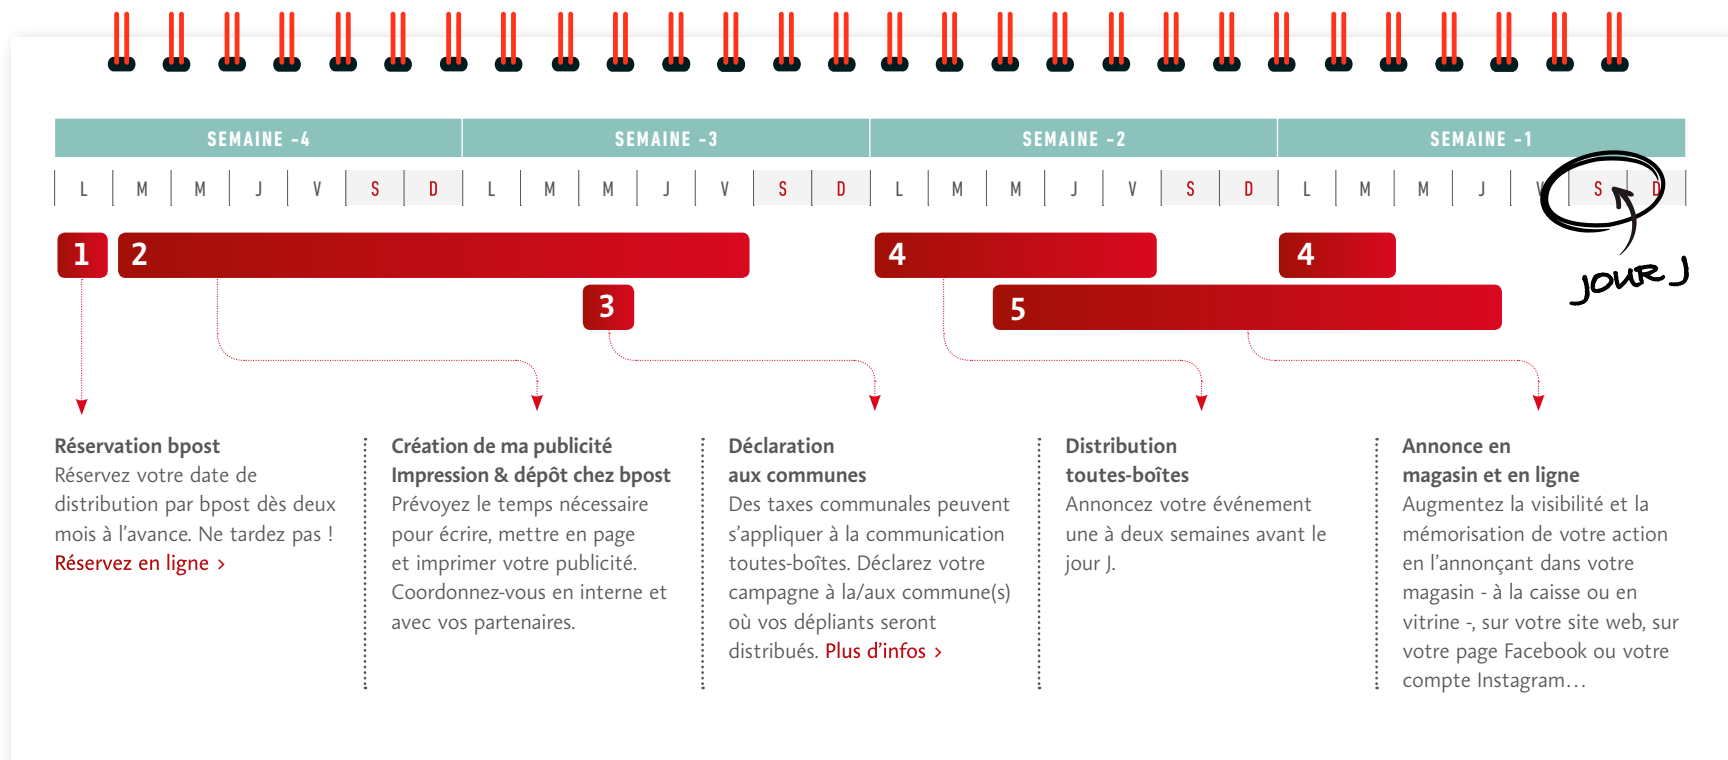 SEMAINE -4 SEMAINE -3 SEMAINE -2 SEMAINE -1
L M M J V S D L M M J V S D L M M J V S D L M M J V S D
1 2 4 4
JOUR J
3 5
Réservation bpost
Réservez votre date de
distribution par bpost dès deux
mois à l’avance. Ne tardez pas !
Réservez en ligne >
Création de ma publicité
Impression & dépôt chez bpost
Prévoyez le temps nécessaire
pour écrire, mettre en page
et imprimer votre publicité.
Coordonnez-vous en interne et
avec vos partenaires.
Déclaration
aux communes
Des taxes communales peuvent
s’appliquer à la communication
toutes-boîtes. Déclarez votre
campagne à la/aux commune(s)
où vos dépliants seront
distribués. Plus d’infos >
Distribution
toutes-boîtes
Annoncez votre événement
une à deux semaines avant le
jour J.
Annonce en
magasin et en ligne
Augmentez la visibilité et la
mémorisation de votre action
en l’annonçant dans votre
magasin - à la caisse ou en
vitrine -, sur votre site web, sur
votre page Facebook ou votre
compte Instagram…